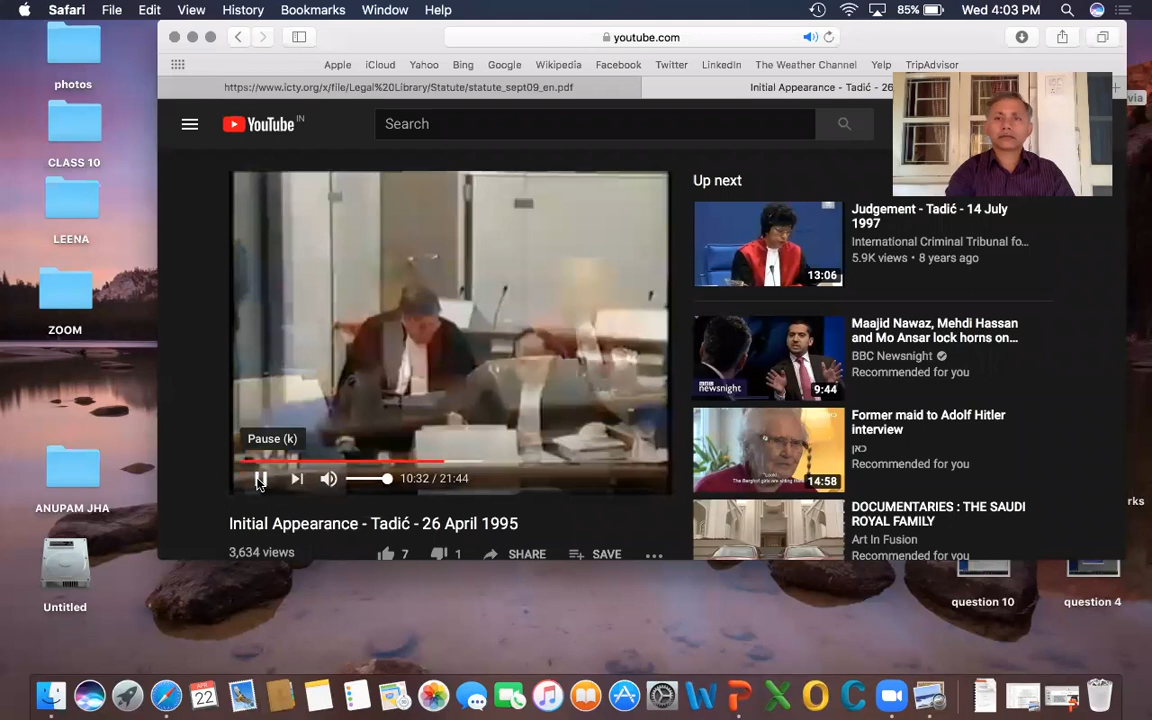 Safari File Edit View History Bookmarks Window Help 85% Wed 4:03 PM
photos
CLASS 10
LEENA
ZOOM
ANUPAM JHA
Untitled
youtube.com
Apple iCloud Yahoo Bing Google Wikipedia Facebook Twitter LinkedIn The Weather Channel Yelp TripAdvisor
https://www.icty.org/x/file/Legal%20Library/Statute/statute_sept09_en.pdf
Initial Appearance - Tadić - 26
via
YouTube IN
Search
Pause (k)
10:32 / 21:44
Initial Appearance - Tadić - 26 April 1995
3,634 views
7 1 SHARE SAVE ...
Up next
13:06
Judgement - Tadić - 14 July
1997
International Criminal Tribunal fo...
5.9K views • 8 years ago
newsnight
9:44
Maajid Nawaz, Mehdi Hassan
and Mo Ansar lock horns on...
BBC Newsnight
Recommended for you
14:58
Former maid to Adolf Hitler
interview
כאן
Recommended for you
DOCUMENTARIES : THE SAUDI
ROYAL FAMILY
Art In Fusion
Recommended for you
rks
question 10
question 4
APR
22